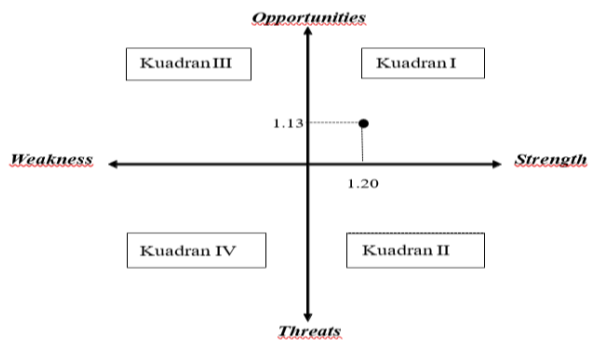 Opportunities
Kuadran III
Kuadran I
1.13
Weakness
Strength
1.20
Kuadran IV
Kuadran II
Threats